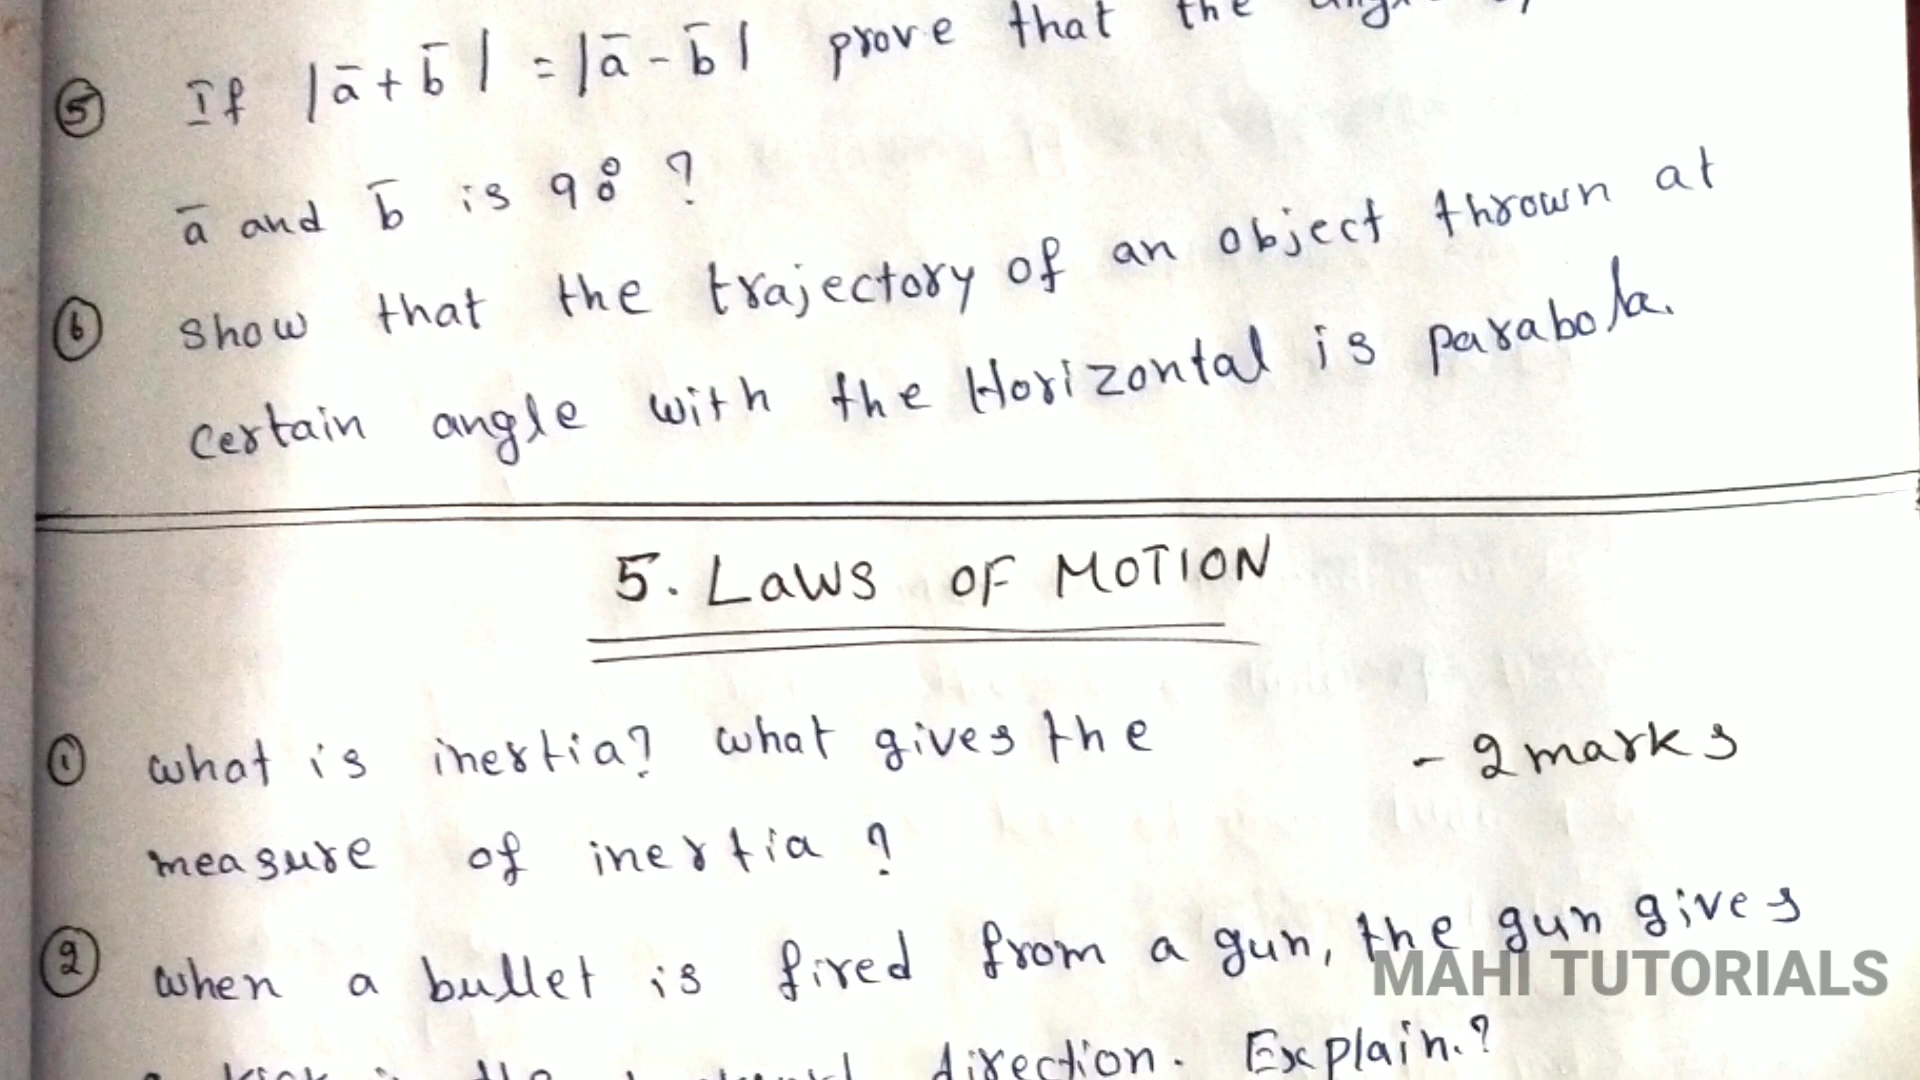 ⑤ If |a̅ + b̅| = |a̅ - b̅| prove that the
a̅ and b̅ is 90° ?
⑥ show that the trajectory of an object thrown at
certain angle with the Horizontal is parabola.
5. LaWS OF MOTION
① what is inertia? what gives the - 2 marks
measure of inertia ?
② when a bullet is fired from a gun, the gun gives
MAHI TUTORIALS
direction. Explain.?